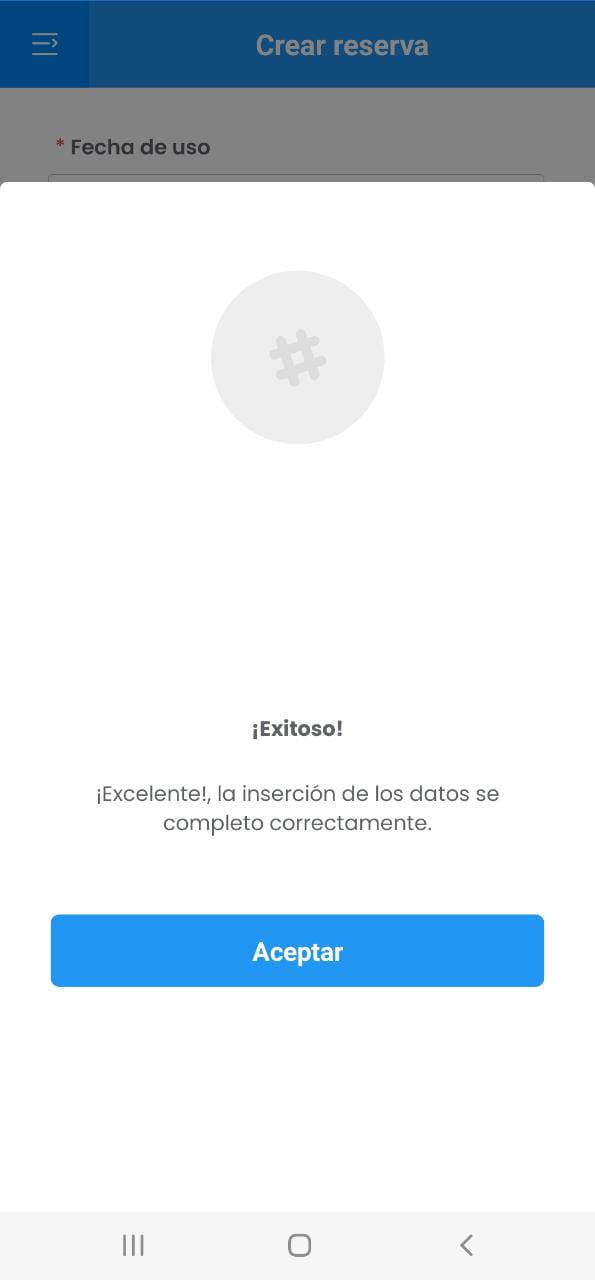 Crear reserva
* Fecha de uso
¡Exitoso!
¡Excelente!, la inserción de los datos se
completo correctamente.
Aceptar